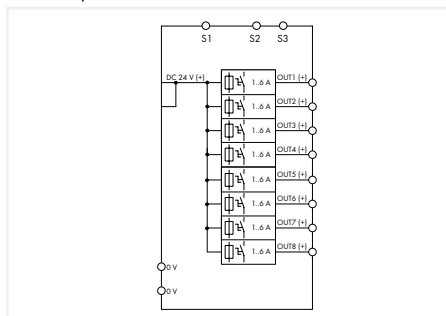 S1 S2 S3
DC 24 V (+) 1..6 A OUT1 (+)
1..6 A OUT2 (+)
1..6 A OUT3 (+)
1..6 A OUT4 (+)
1..6 A OUT5 (+)
1..6 A OUT6 (+)
1..6 A OUT7 (+)
1..6 A OUT8 (+)
0 V
0 V